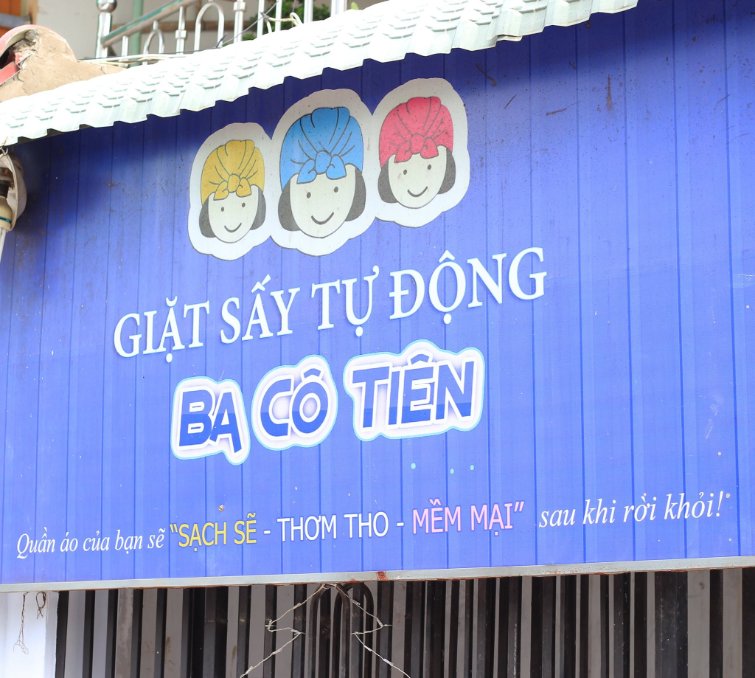 GIẶT SẤY TỰ ĐỘNG
BA CÔ TIÊN
Quần áo của bạn sẽ "SẠCH SẼ - THƠM THO - MỀM MẠI" sau khi rời khỏi!